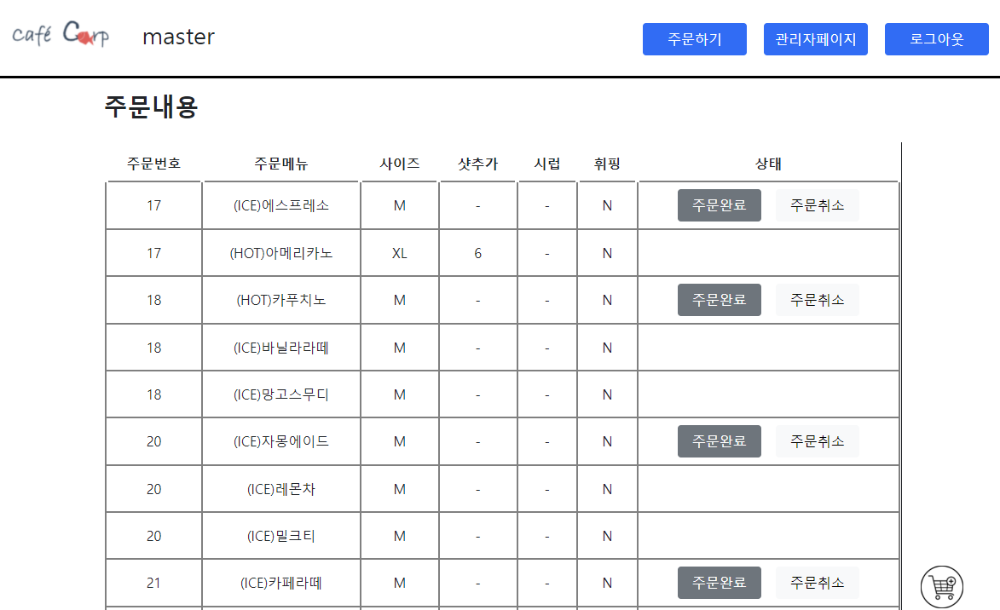 café Carp master 주문하기 관리자페이지 로그아웃
주문내용
주문번호 주문메뉴 사이즈 샷추가 시럽 휘핑 상태
17 (ICE)에스프레소 M - - N 주문완료 주문취소
17 (HOT)아메리카노 XL 6 - N
18 (HOT)카푸치노 M - - N 주문완료 주문취소
18 (ICE)바닐라라떼 M - - N
18 (ICE)망고스무디 M - - N
20 (ICE)자몽에이드 M - - N 주문완료 주문취소
20 (ICE)레몬차 M - - N
20 (ICE)밀크티 M - - N
21 (ICE)카페라떼 M - - N 주문완료 주문취소